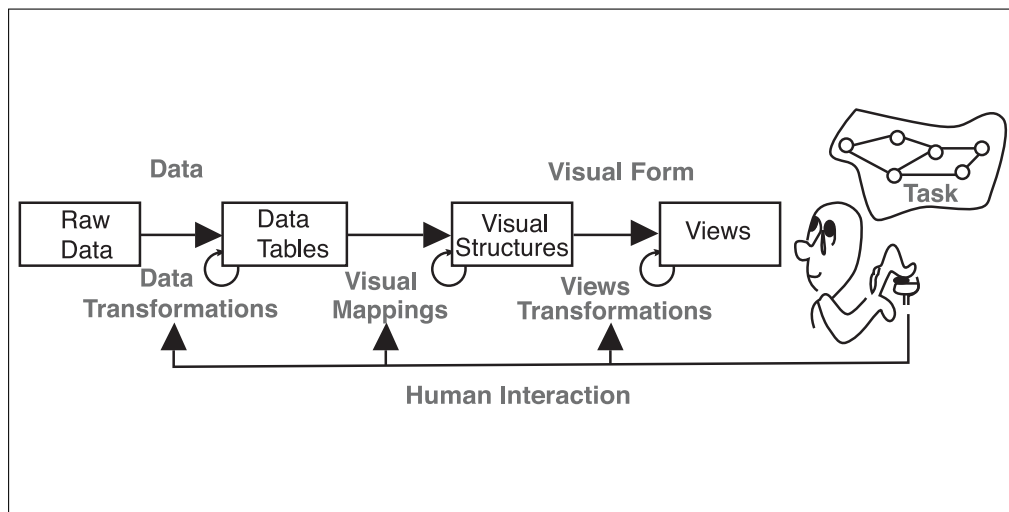 Data
Visual Form
Task
Raw
Data
Data
Tables
Visual
Structures
Views
Data
Transformations
Visual
Mappings
Views
Transformations
Human Interaction